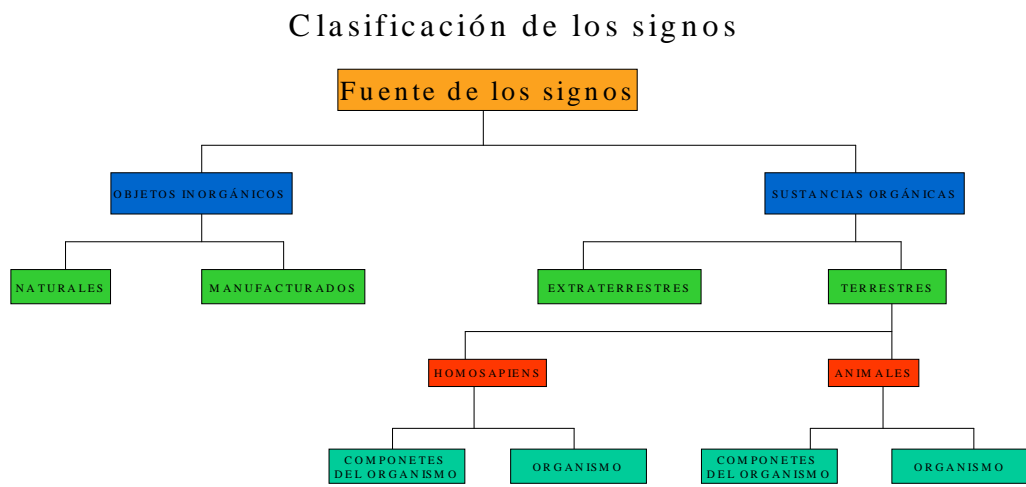 Clasificación de los signos
Fuente de los signos
OBJETOS INORGÁNICOS
SUSTANCIAS ORGÁNICAS
NATURALES
MANUFACTURADOS
EXTRATERRESTRES
TERRESTRES
HOMOSAPIENS
ANIMALES
COMPONETES
DEL ORGANISMO
ORGANISMO
COMPONETES
DEL ORGANISMO
ORGANISMO